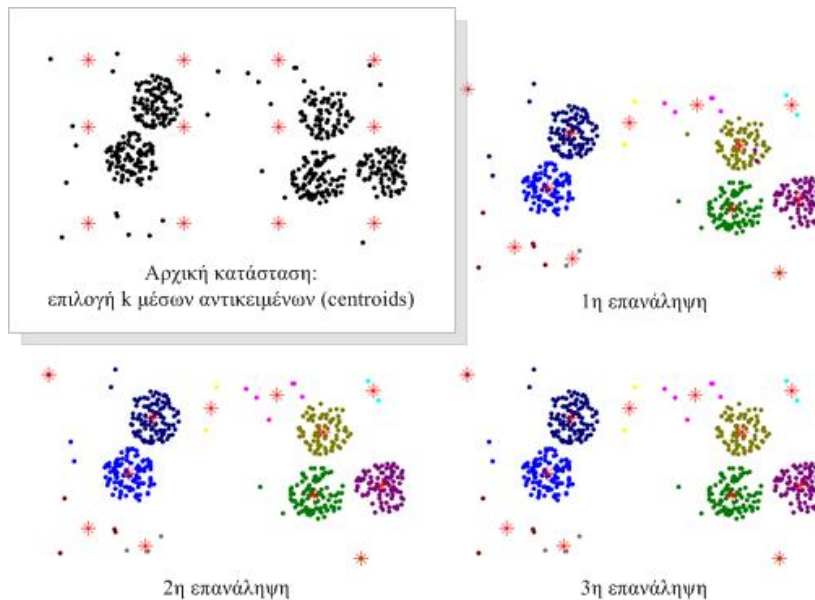 Αρχική κατάσταση:
επιλογή k μέσων αντικειμένων (centroids)
1η επανάληψη
2η επανάληψη
3η επανάληψη